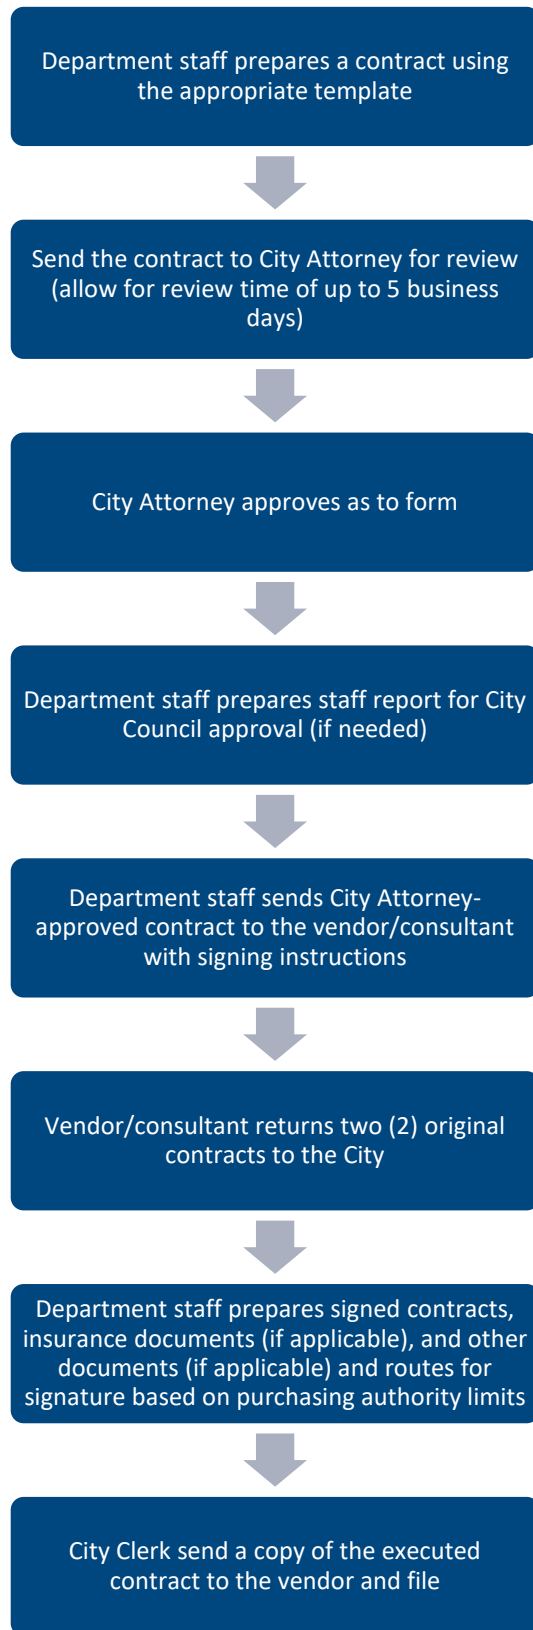 Department staff prepares a contract using
the appropriate template
Send the contract to City Attorney for review
(allow for review time of up to 5 business
days)
City Attorney approves as to form
Department staff prepares staff report for City
Council approval (if needed)
Department staff sends City Attorney-
approved contract to the vendor/consultant
with signing instructions
Vendor/consultant returns two (2) original
contracts to the City
Department staff prepares signed contracts,
insurance documents (if applicable), and other
documents (if applicable) and routes for
signature based on purchasing authority limits
City Clerk send a copy of the executed
contract to the vendor and file